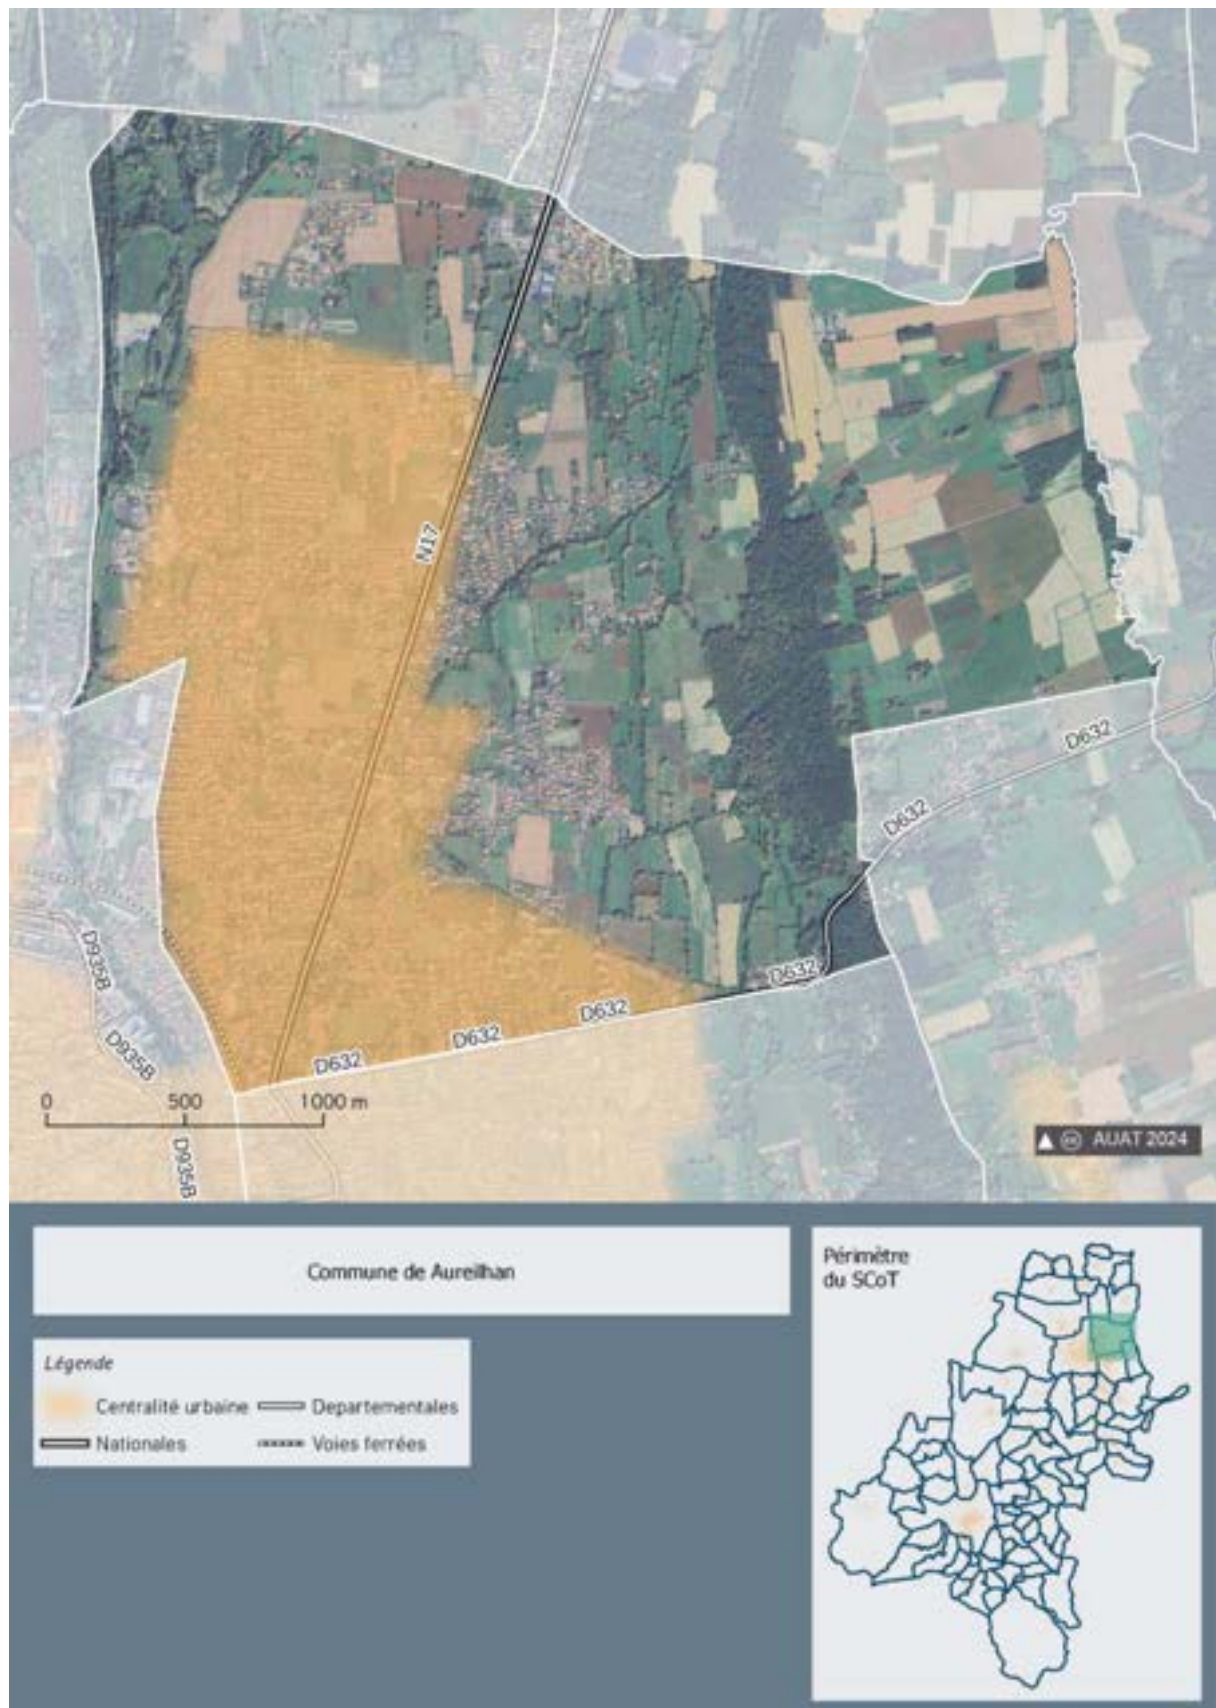 N17
D632
D632
D632
D632
D632
D632
D935B
D935B
D935B
0 500 1000 m
AUAT 2024
Commune de Aureilhan
Périmètre
du SCoT
Légende
Centralité urbaine Departementales
Nationales Voies ferrées